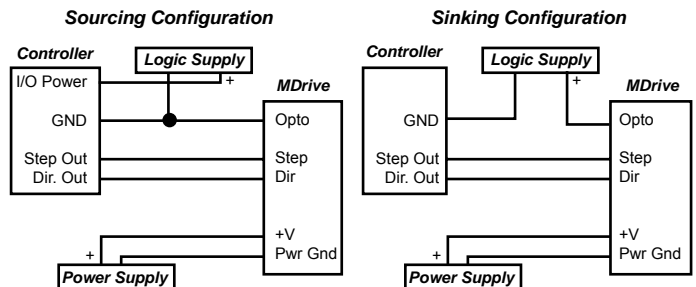 Sourcing Configuration
Controller
Logic Supply
I/O Power
+
MDrive
GND
Opto
Step Out
Step
Dir. Out
Dir
+V
+
Pwr Gnd
Power Supply
Sinking Configuration
Controller
Logic Supply
+
MDrive
GND
Opto
Step Out
Step
Dir. Out
Dir
+V
+
Pwr Gnd
Power Supply